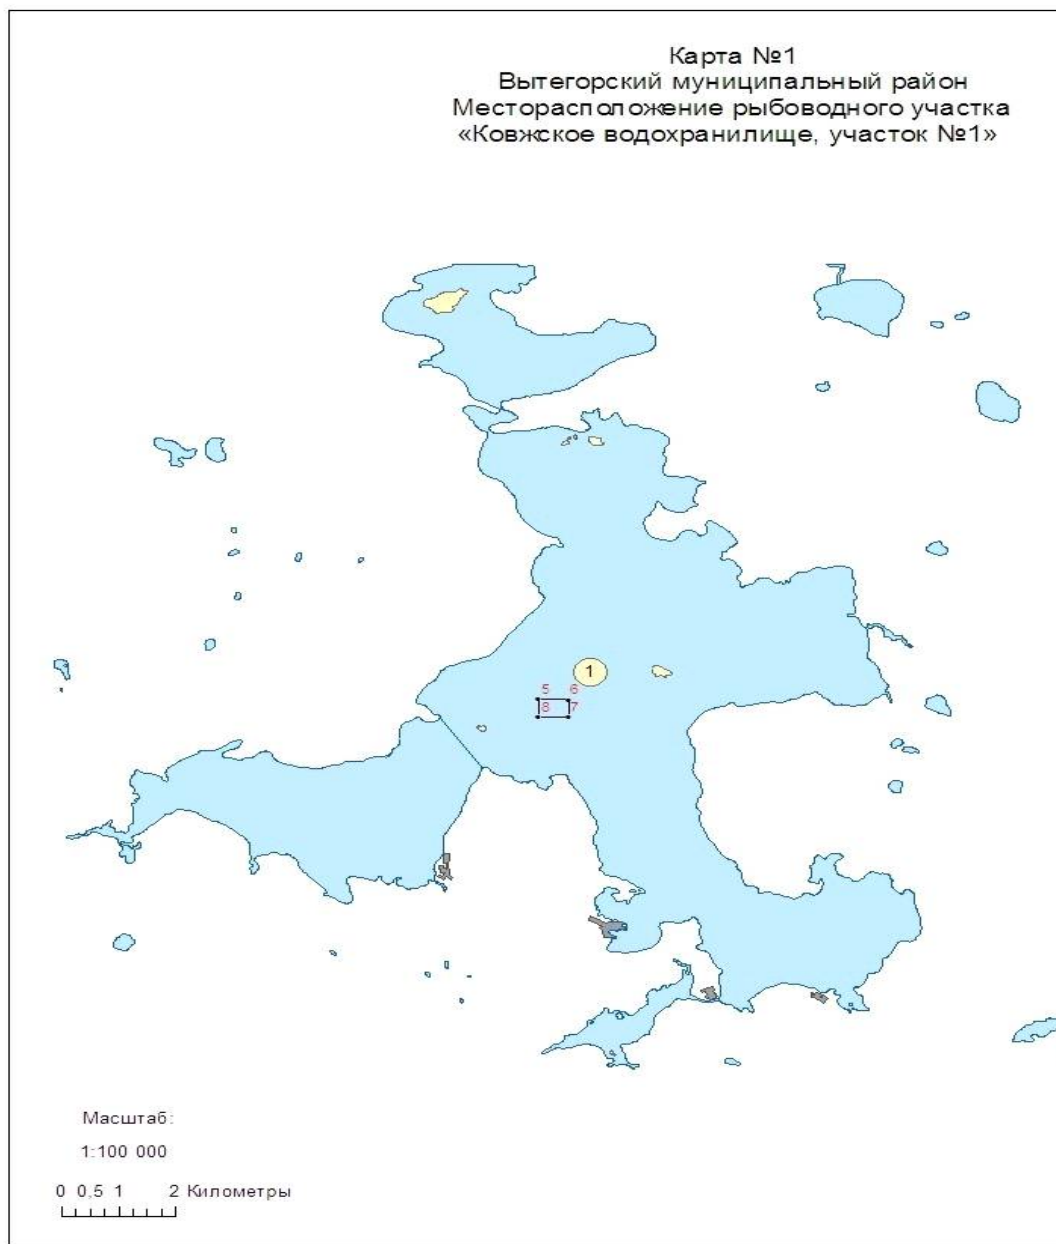 Карта №1
Вытегорский муниципальный район
Месторасположение рыбоводного участка
«Ковжское водохранилище, участок №1»
1
5 6
8 7
Масштаб:
1:100 000
0 0,5 1 2 Километры